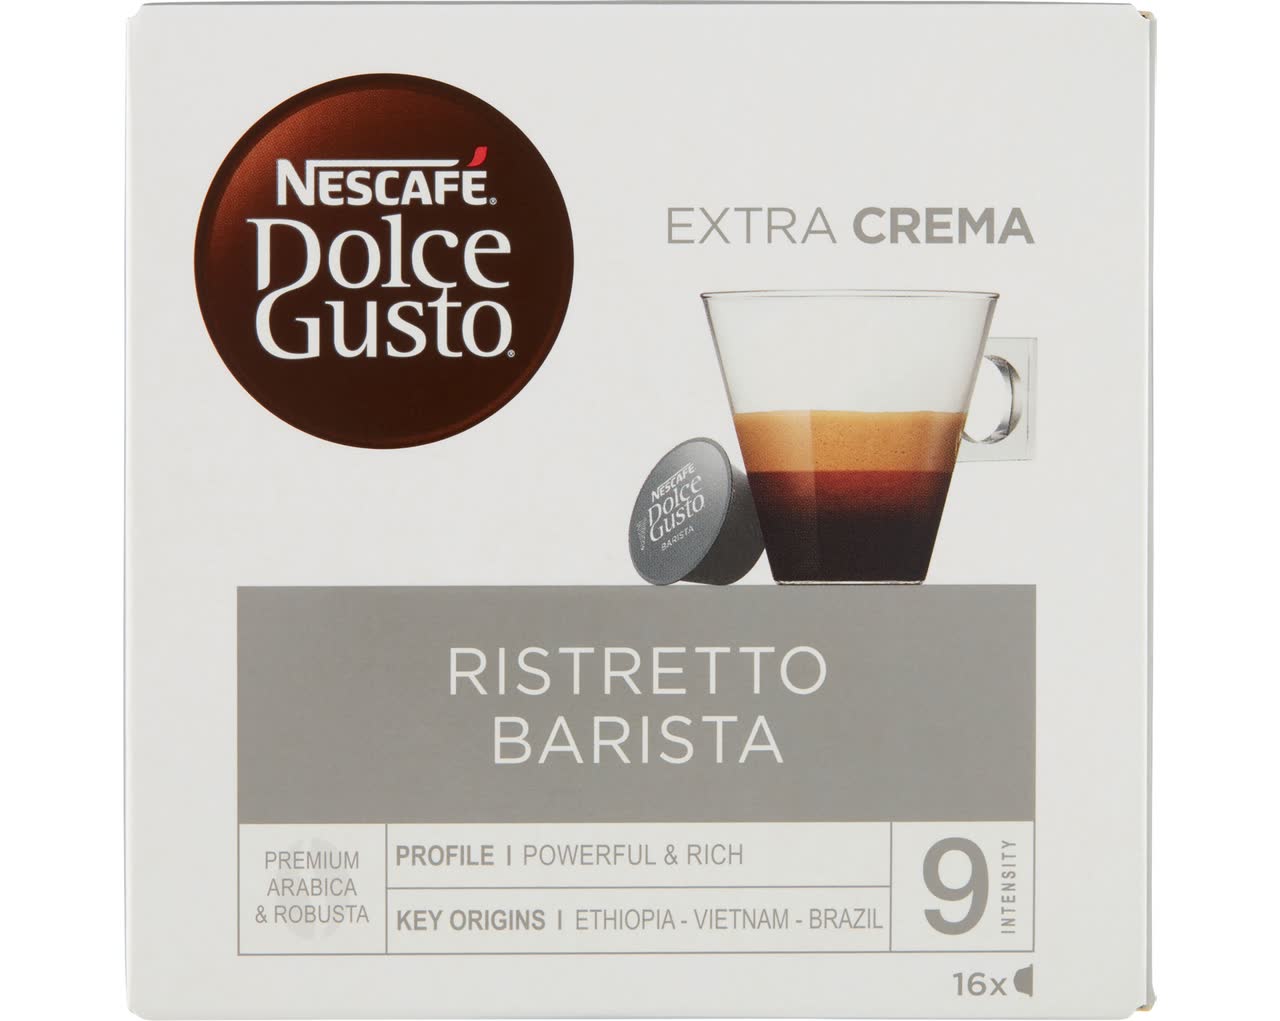 NESCAFÉ®
Dolce
Gusto®
EXTRA CREMA
NESCAFÉ
Dolce
Gusto
BARISTA
RISTRETTO
BARISTA
PREMIUM
ARABICA
& ROBUSTA
PROFILE | POWERFUL & RICH
KEY ORIGINS | ETHIOPIA - VIETNAM - BRAZIL
9
INTENSITY
16x